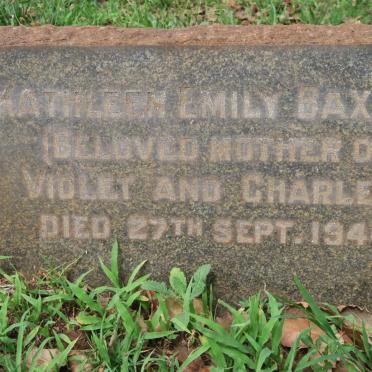 KATHLEEN EMILY BAX
(BELOVED MOTHER O
VIOLET AND CHARLE
DIED 27TH SEPT. 194